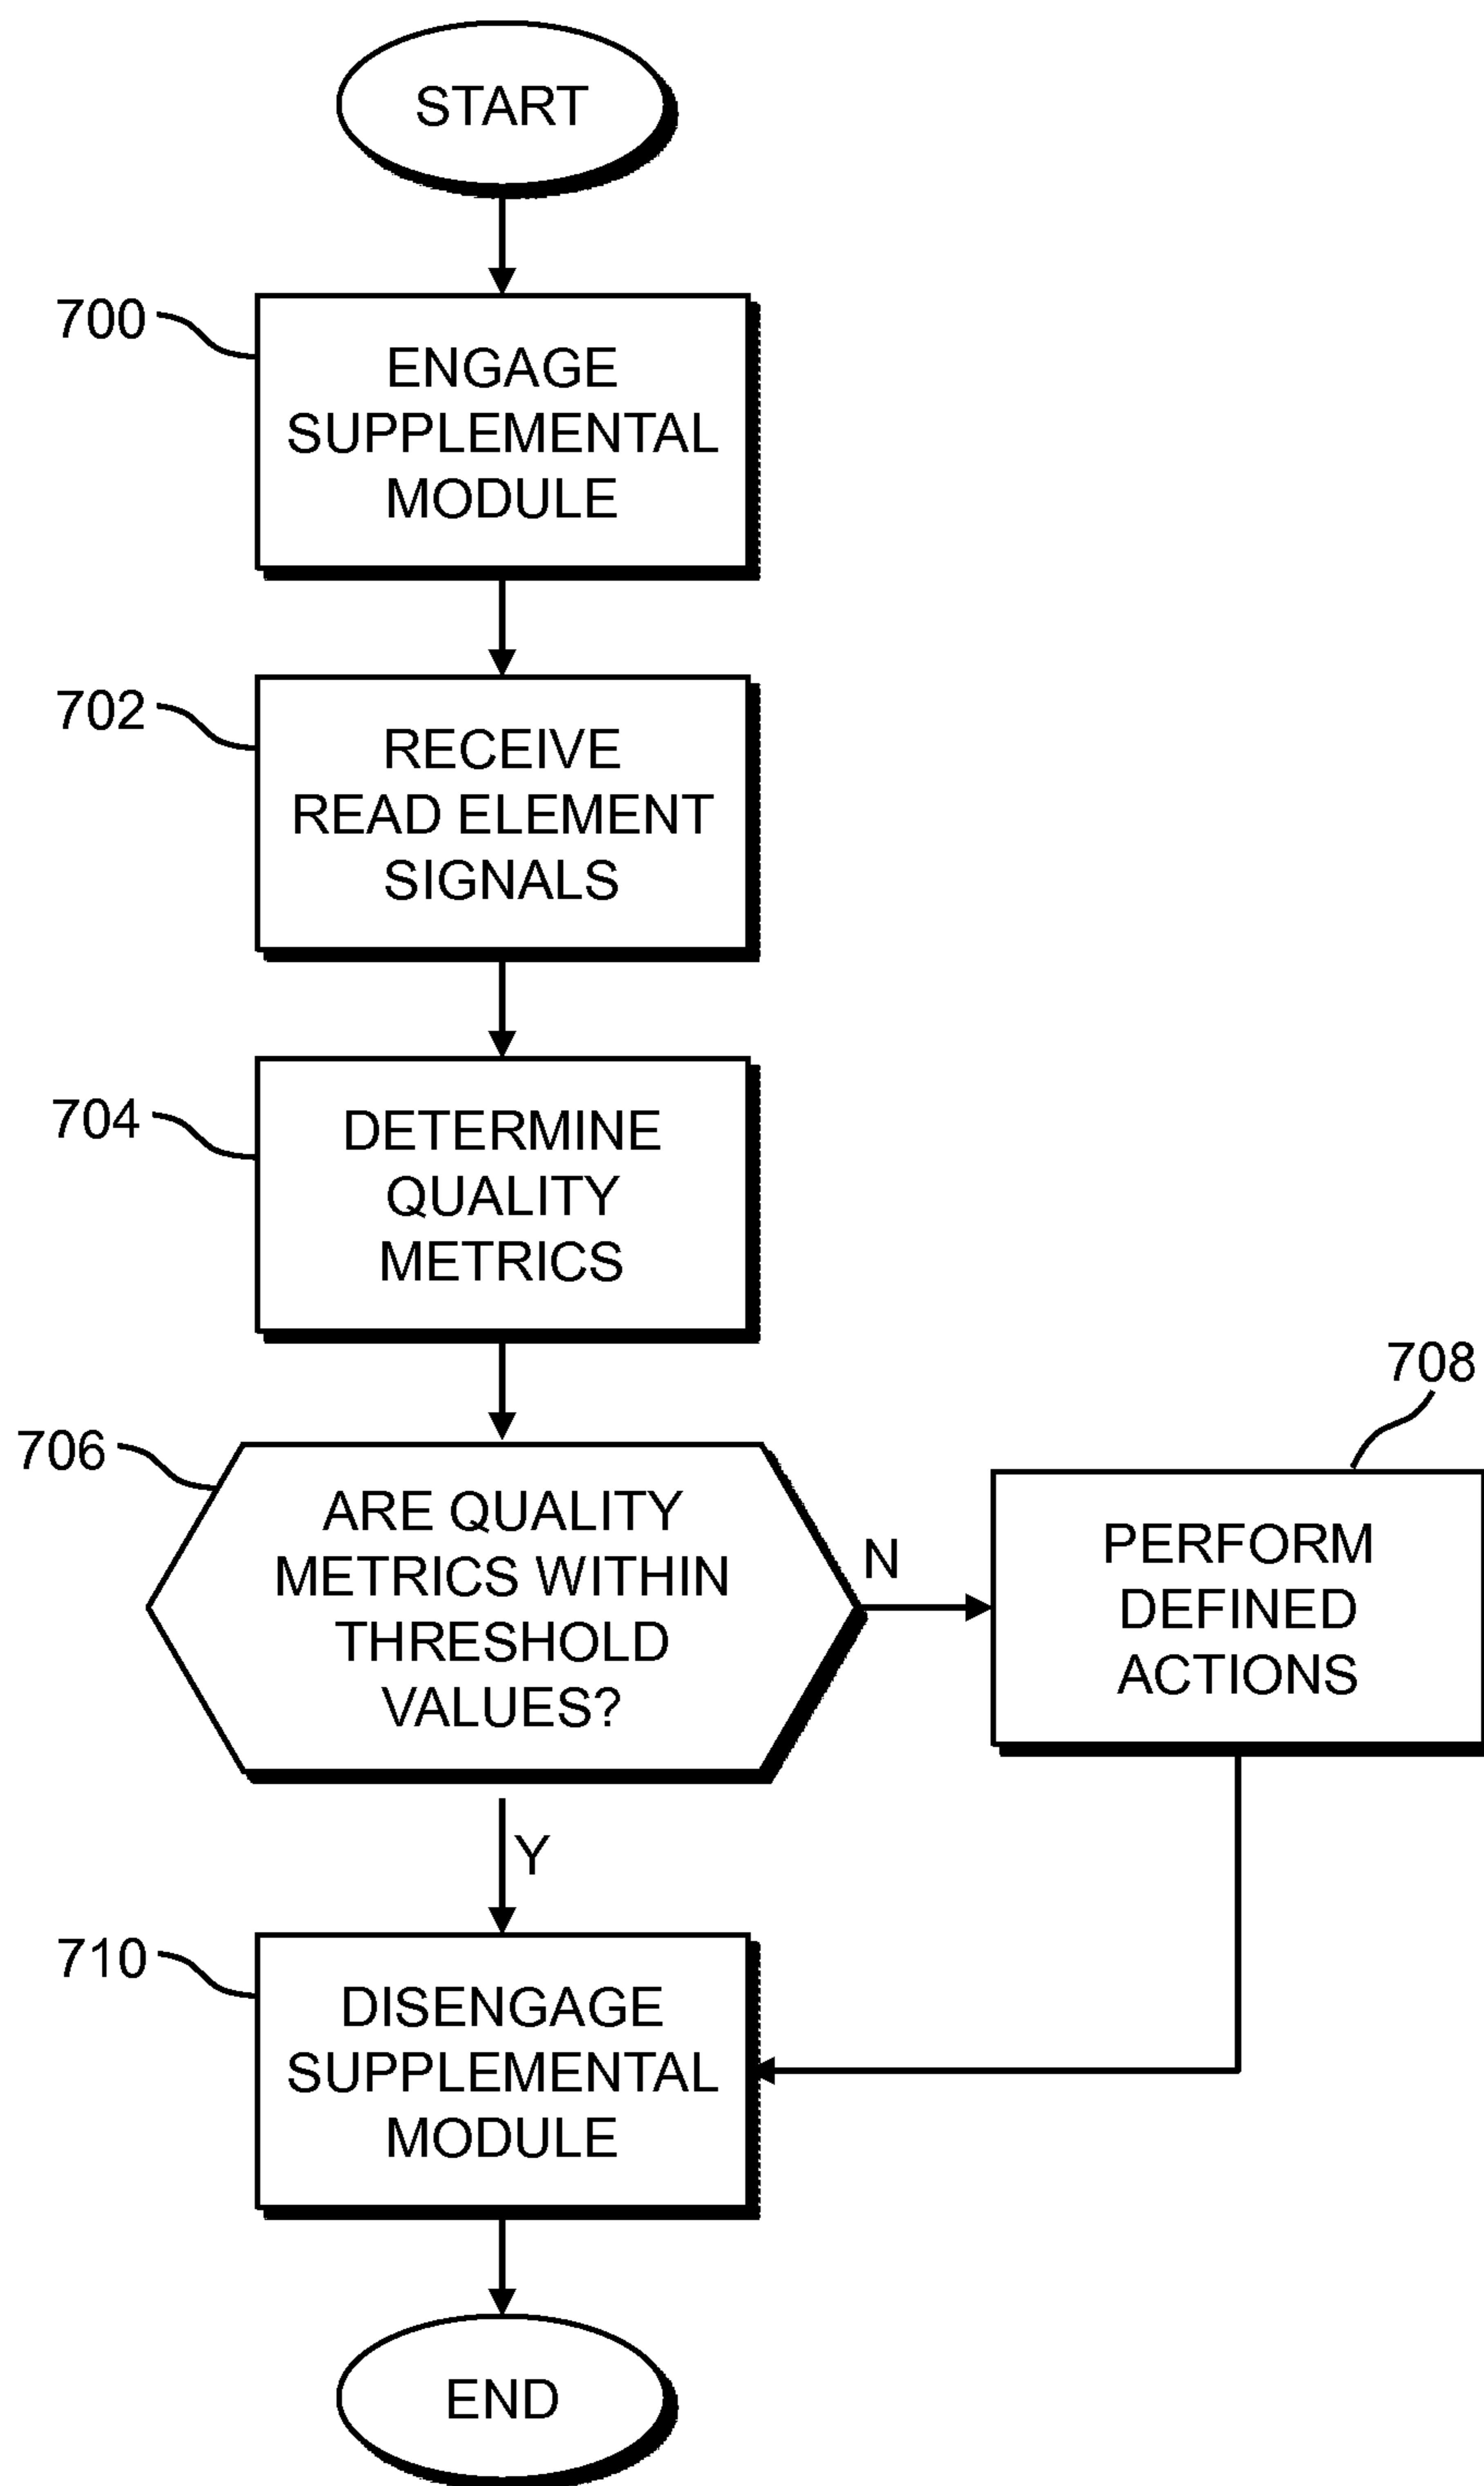 START
700
ENGAGE
SUPPLEMENTAL
MODULE
702
RECEIVE
READ ELEMENT
SIGNALS
704
DETERMINE
QUALITY
METRICS
706
ARE QUALITY
METRICS WITHIN
THRESHOLD
VALUES?
N
708
PERFORM
DEFINED
ACTIONS
Y
710
DISENGAGE
SUPPLEMENTAL
MODULE
END